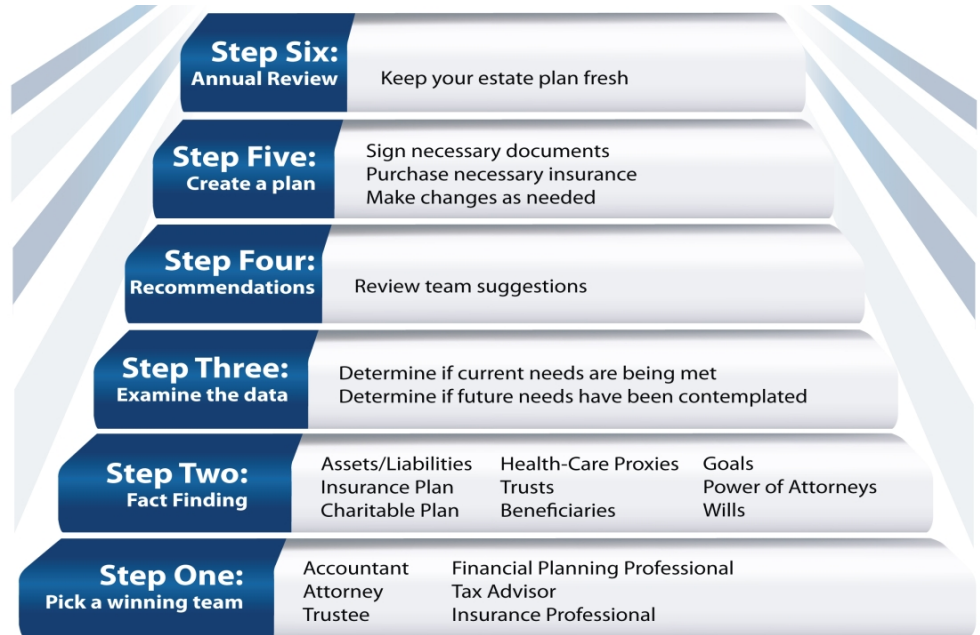 Step Six:
Annual Review
Keep your estate plan fresh
Step Five:
Create a plan
Sign necessary documents
Purchase necessary insurance
Make changes as needed
Step Four:
Recommendations
Review team suggestions
Step Three:
Examine the data
Determine if current needs are being met
Determine if future needs have been contemplated
Step Two:
Fact Finding
Assets/Liabilities Health-Care Proxies Goals
Insurance Plan Trusts Power of Attorneys
Charitable Plan Beneficiaries Wills
Step One:
Pick a winning team
Accountant Financial Planning Professional
Attorney Tax Advisor
Trustee Insurance Professional